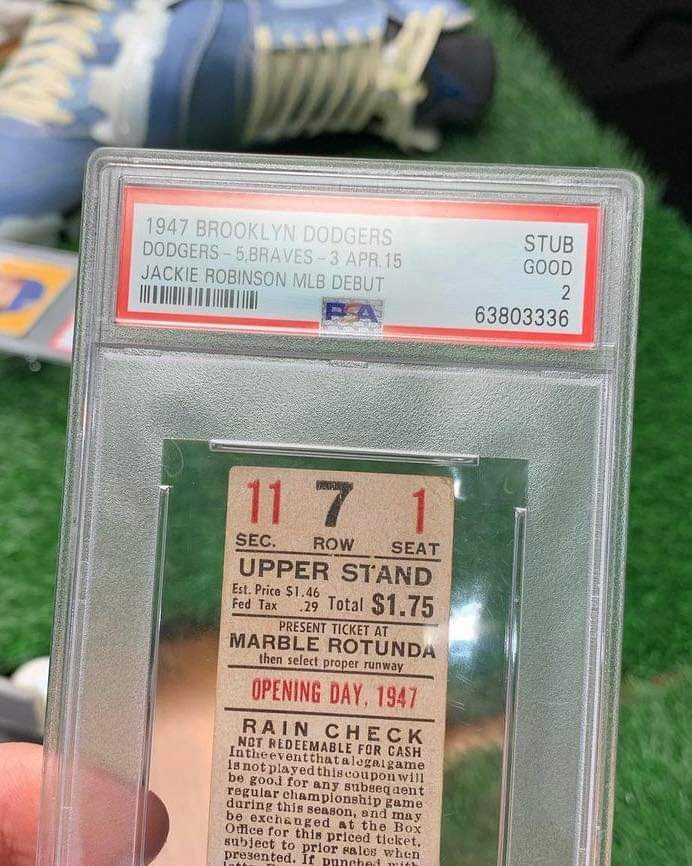 1947 BROOKLYN DODGERS
DODGERS-5,BRAVES-3 APR.15
JACKIE ROBINSON MLB DEBUT
STUB
GOOD
2
63803336
PSA
11 7 1
SEC. ROW SEAT
UPPER STAND
Est. Price $1.46
Fed Tax .29 Total $1.75
PRESENT TICKET AT
MARBLE ROTUNDA
then select proper runway
OPENING DAY, 1947
RAIN CHECK
NOT REDEEMABLE FOR CASH
In the event that a legal game
is not played this coupon will
be good for any subsequent
regular championship game
during this season, and may
be exchanged at the Box
Office for this priced ticket,
subject to prior sales when
presented. If punched with